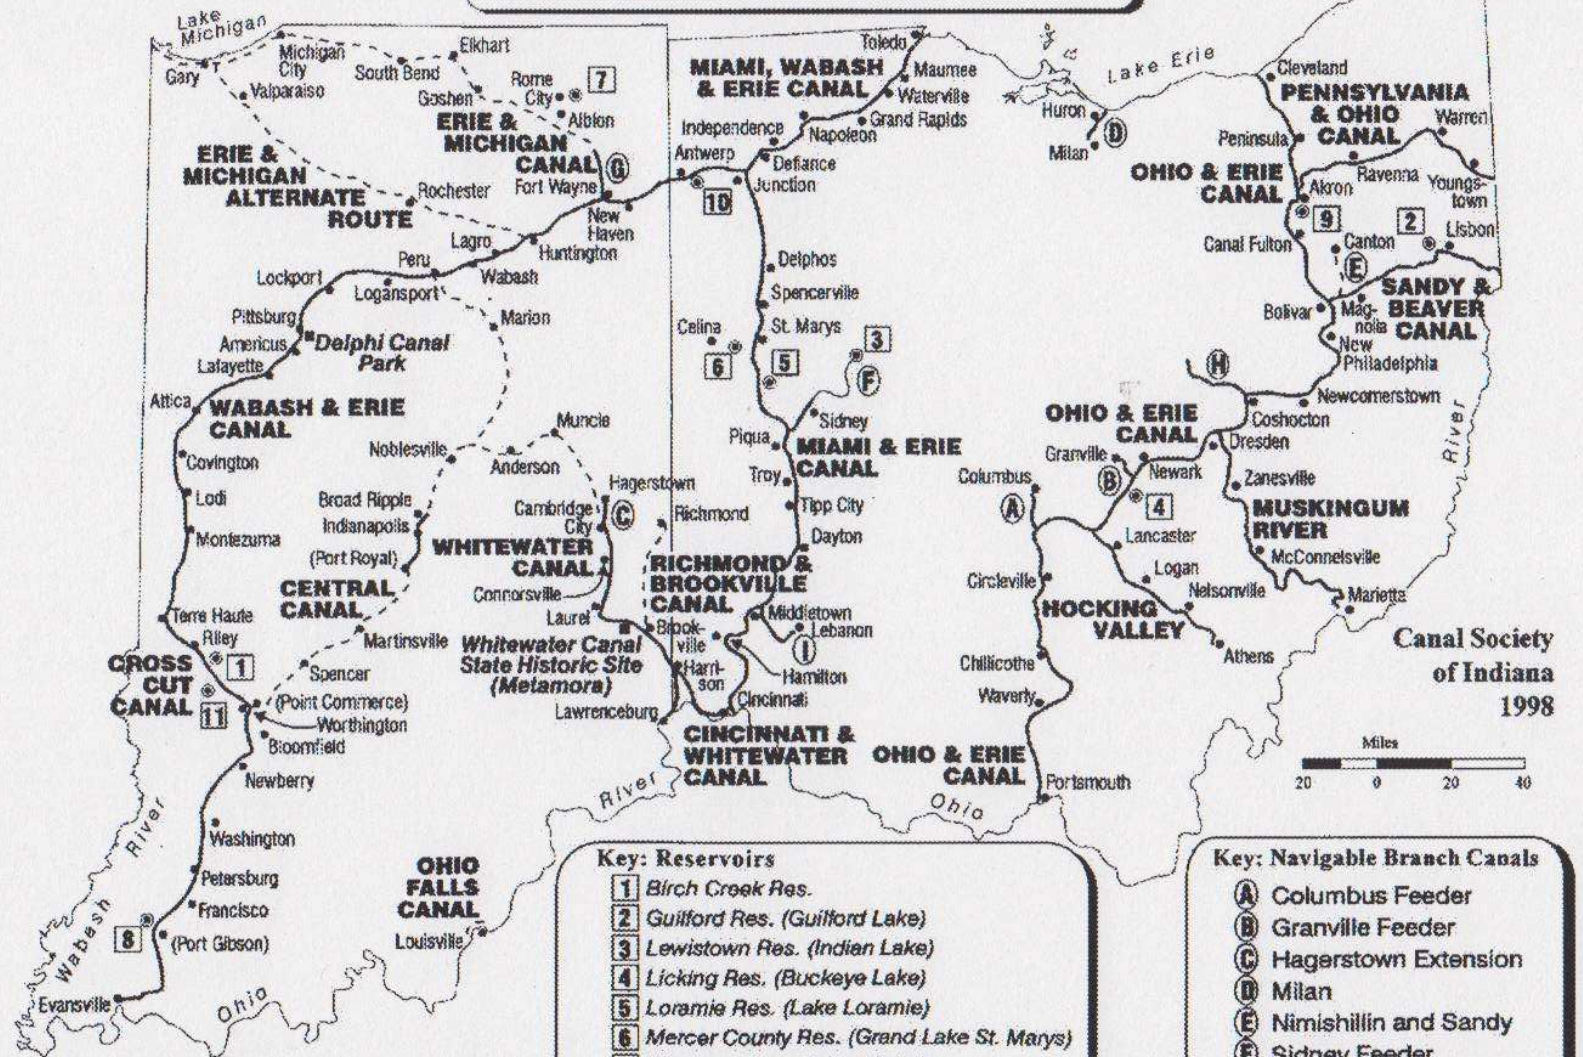 Lake
Michigan
Gary
Michigan
City
South Bend
Elkhart
Valparaiso
Goshen
Rome
City
7
Albion
ERIE &
MICHIGAN
CANAL
G
ERIE &
MICHIGAN
ALTERNATE
ROUTE
Rochester
Fort Wayne
New
Haven
Huntington
Lagro
Wabash
Peru
Lockport
Logansport
Pittsburg
Americus
Delphi Canal
Park
Marion
Lafayette
Attica
WABASH & ERIE
CANAL
Covington
Lodi
Montezuma
Noblesville
Anderson
Muncie
Broad Ripple
Indianapolis
(Port Royal)
CENTRAL
CANAL
Hagerstown
Cambridge
City
C
Richmond
WHITEWATER
CANAL
Connorsville
Laurel
RICHMOND &
BROOKVILLE
CANAL
Brook-
ville
Whitewater Canal
State Historic Site
(Metamora)
Harri-
son
Lawrenceburg
Terre Haute
Riley
CROSS
CUT
CANAL
1
11
Martinsville
Spencer
(Point Commerce)
Worthington
Bloomfield
Newberry
Washington
Petersburg
Francisco
8
(Port Gibson)
Evansville
Wabash
River
Ohio
River
OHIO
FALLS
CANAL
Louisville
Toledo
MIAMI, WABASH
& ERIE CANAL
Maumee
Waterville
Grand Rapids
Independence
Napoleon
Antwerp
Defiance
Junction
10
Delphos
Spencerville
Celina
St. Marys
6
5
3
F
Sidney
Piqua
MIAMI & ERIE
CANAL
Troy
Tipp City
Dayton
Middletown
Lebanon
I
Hamilton
Cincinnati
CINCINNATI &
WHITEWATER
CANAL
Lake Erie
Huron
Milan
D
Cleveland
PENNSYLVANIA
& OHIO
CANAL
Warren
Peninsula
OHIO & ERIE
CANAL
Akron
Ravenna
Youngs-
town
9
2
Canal Fulton
Canton
Lisbon
E
SANDY &
BEAVER
CANAL
Bolivar
Mag-
nolia
New
Philadelphia
H
Newcomerstown
Coshocton
OHIO & ERIE
CANAL
Dresden
Granville
Newark
B
Columbus
A
4
Zanesville
MUSKINGUM
RIVER
Lancaster
McConnelsville
Logan
Nelsonville
Marietta
Circleville
HOCKING
VALLEY
Athens
Chillicothe
Waverly
OHIO & ERIE
CANAL
Portsmouth
Ohio
River
Canal Society
of Indiana
1998
Miles
20 0 20 40
Key: Reservoirs
1 Birch Creek Res.
2 Guilford Res. (Guilford Lake)
3 Lewistown Res. (Indian Lake)
4 Licking Res. (Buckeye Lake)
5 Loramie Res. (Lake Loramie)
6 Mercer County Res. (Grand Lake St. Marys)
Key: Navigable Branch Canals
A Columbus Feeder
B Granville Feeder
C Hagerstown Extension
D Milan
E Nimishillin and Sandy
F Sidney Feeder